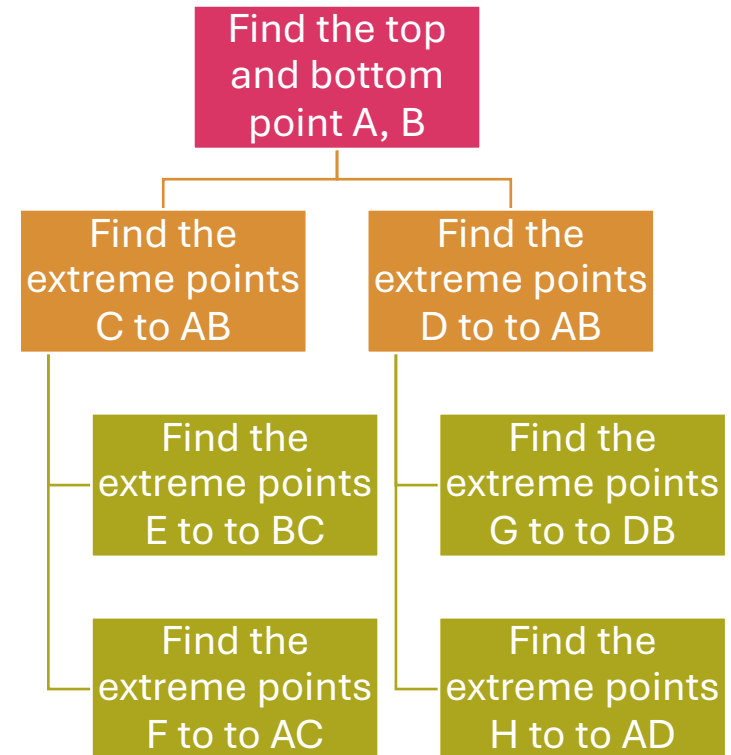 Find the top
and bottom
point A, B
Find the
extreme points
C to AB
Find the
extreme points
E to to BC
Find the
extreme points
F to to AC
Find the
extreme points
D to to AB
Find the
extreme points
G to to DB
Find the
extreme points
H to to AD